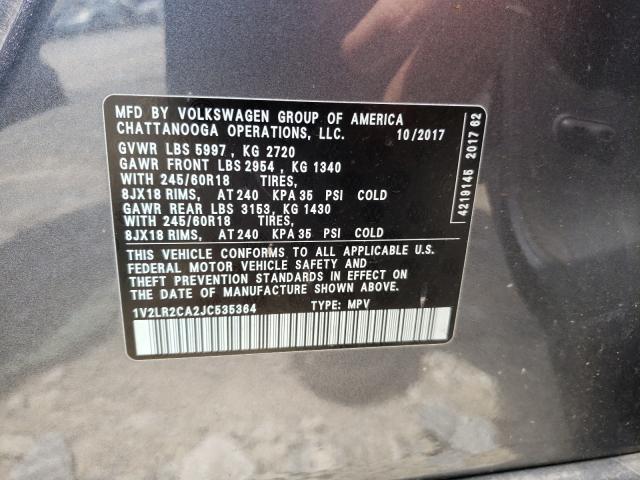 MFD BY VOLKSWAGEN GROUP OF AMERICA
CHATTANOOGA OPERATIONS, LLC. 10/2017
GVWR LBS 5997, KG 2720
GAWR FRONT LBS 2954, KG 1340
WITH 245/60R18 TIRES,
8JX18 RIMS, AT 240 KPA 35 PSI COLD
GAWR REAR LBS 3153, KG 1430
WITH 245/60R18 TIRES,
8JX18 RIMS, AT 240 KPA 35 PSI COLD
THIS VEHICLE CONFORMS TO ALL APPLICABLE U.S.
FEDERAL MOTOR VEHICLE SAFETY AND
THEFT PREVENTION STANDARDS IN EFFECT ON
THE DATE OF MANUFACTURE SHOWN ABOVE.
1V2LR2CA2JC535364 TYPE: MPV
4219145 2017 62